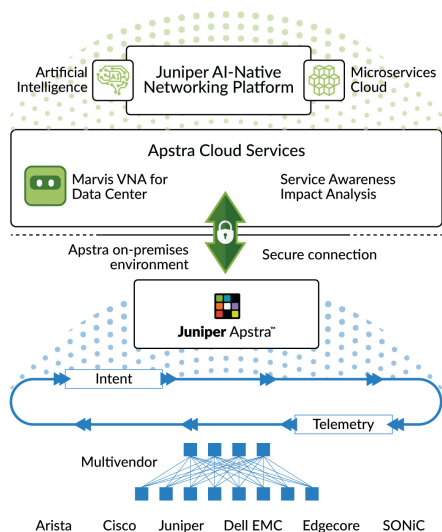 Artificial
Intelligence
AI
Juniper AI-Native
Networking Platform
Microservices
Cloud
Apstra Cloud Services
Marvis VNA for
Data Center
Service Awareness
Impact Analysis
Apstra on-premises
environment
Secure connection
Juniper Apstra™
Intent
Telemetry
Multivendor
Arista Cisco Juniper Dell EMC Edgecore SONiC